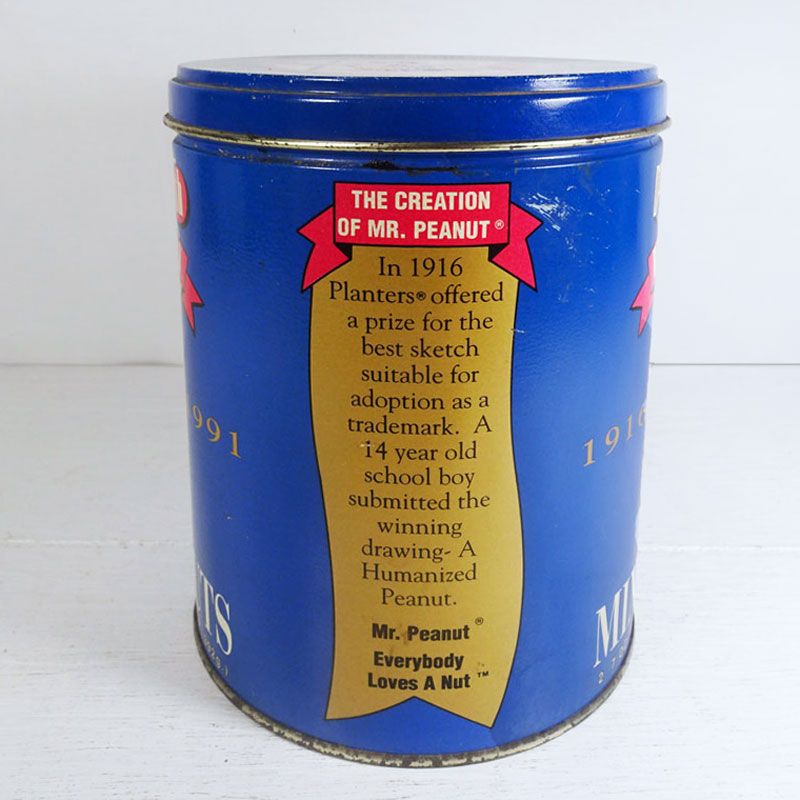 THE CREATION
OF MR. PEANUT®
In 1916
Planters® offered
a prize for the
best sketch
suitable for
adoption as a
trademark. A
14 year old
school boy
submitted the
winning
drawing- A
Humanized
Peanut.
Mr. Peanut®
Everybody
Loves A Nut™